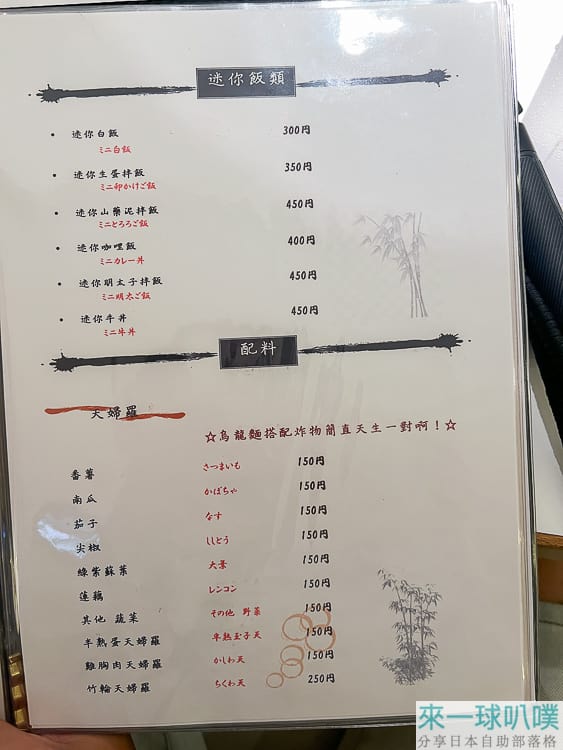 迷你飯類
• 迷你白飯 300円
ミニ白飯
• 迷你生蛋拌飯 350円
ミニ卵かけご飯
• 迷你山藥泥拌飯 450円
ミニとろろご飯
• 迷你咖哩飯 400円
ミニカレー丼
• 迷你明太子拌飯 450円
ミニ明太ご飯
• 迷你牛丼 450円
ミニ牛丼
配料
天婦羅
☆烏龍麵搭配炸物簡直天生一對啊！☆
番薯 さつまいも 150円
南瓜 かぼちゃ 150円
茄子 なす 150円
尖椒 ししとう 150円
綠紫蘇葉 大葉 150円
蓮藕 レンコン 150円
其他 蔬菜 その他 野菜 150円
半熟蛋天婦羅 半熟玉子天 150円
雞胸肉天婦羅 かしわ天 150円
竹輪天婦羅 ちくわ天 250円
來一球叭噗
分享日本自助部落格